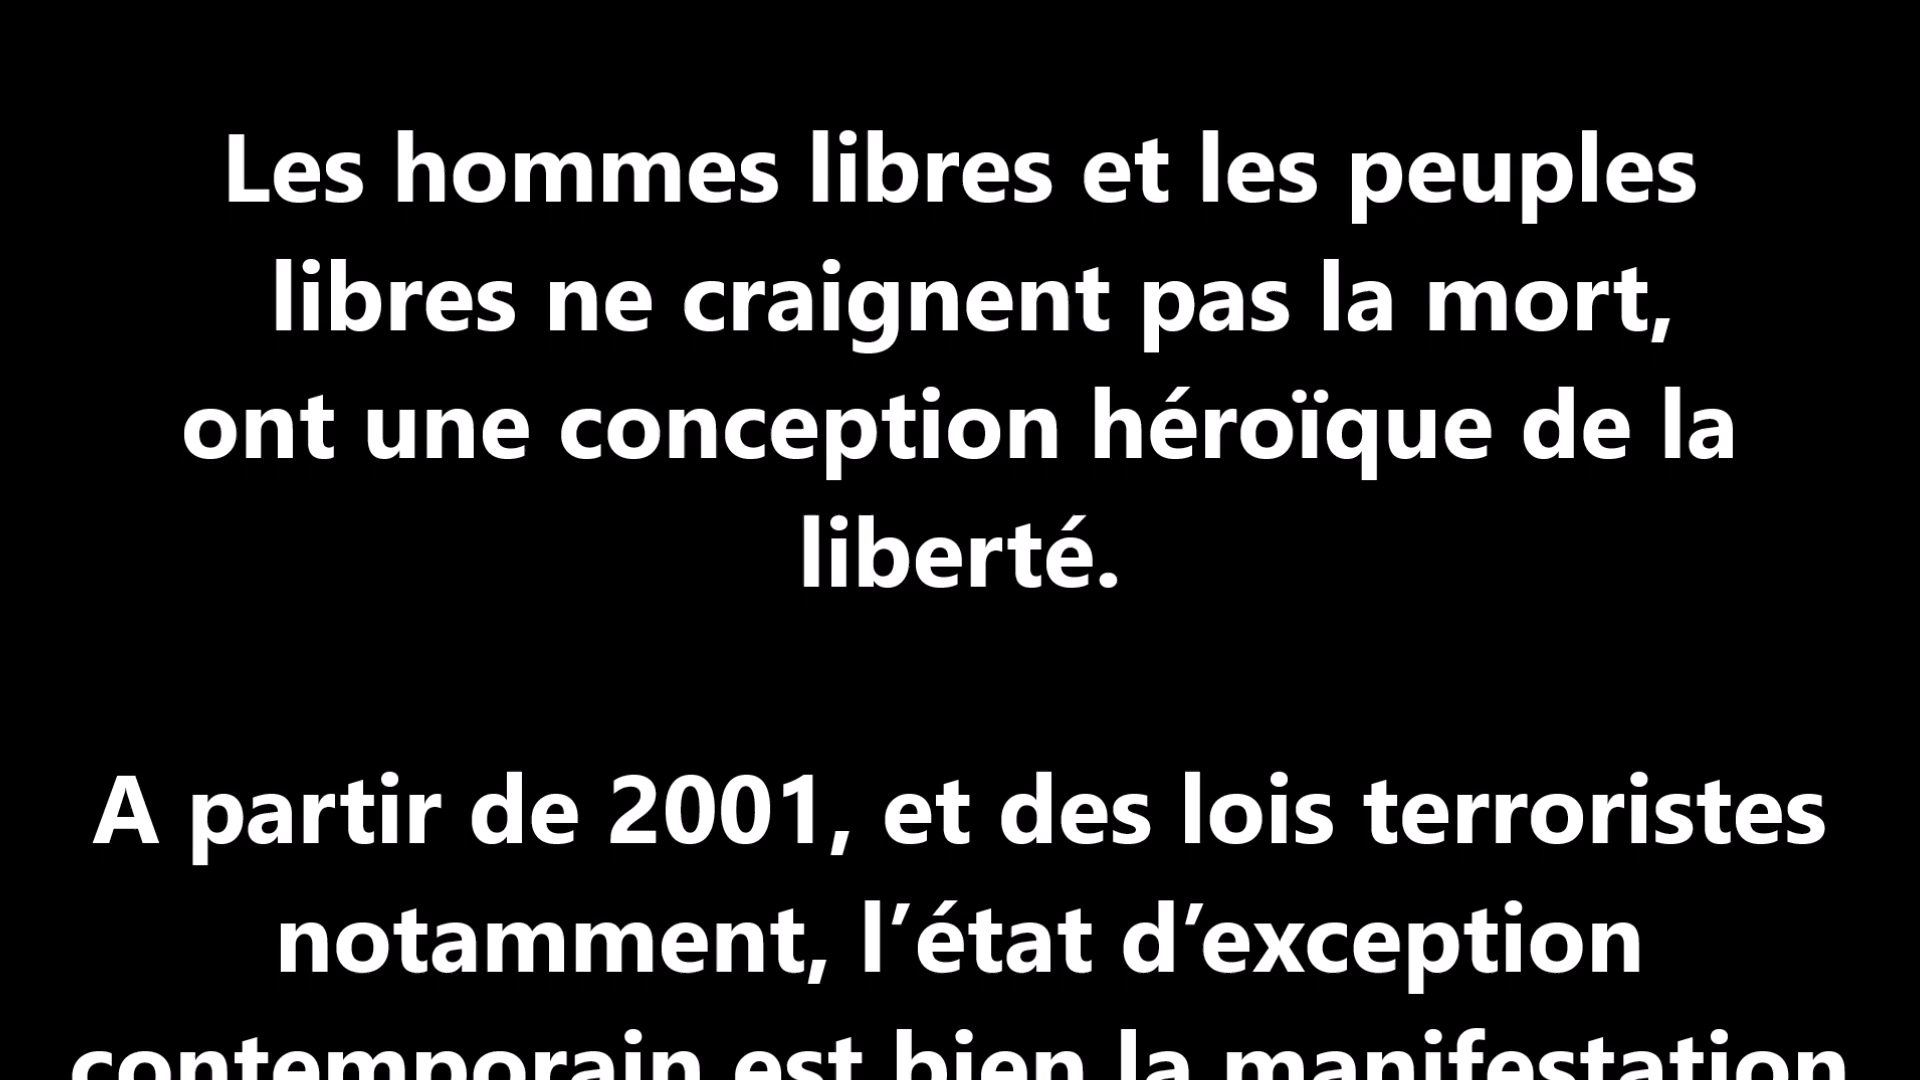 Les hommes libres et les peuples
libres ne craignent pas la mort,
ont une conception héroïque de la
liberté.
A partir de 2001, et des lois terroristes
notamment, l’état d’exception
contemporain est bien la manifestation